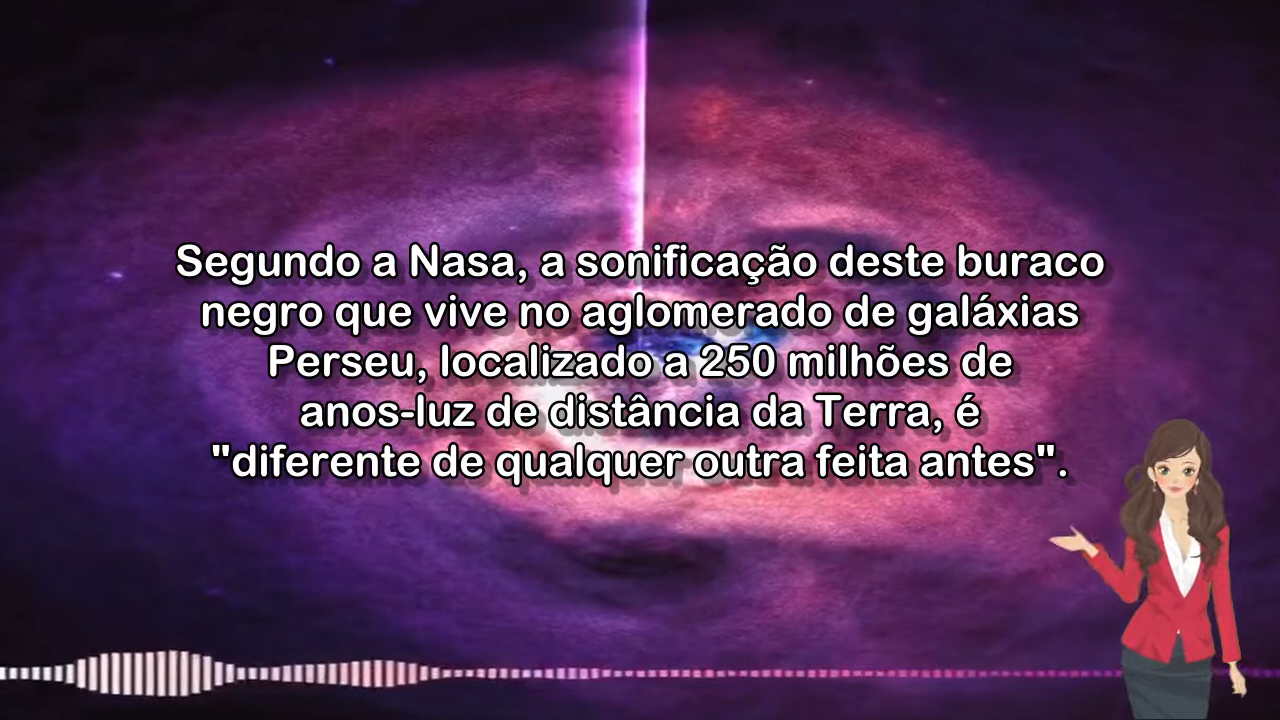 Segundo a Nasa, a sonificação deste buraco
negro que vive no aglomerado de galáxias
Perseu, localizado a 250 milhões de
anos-luz de distância da Terra, é
"diferente de qualquer outra feita antes".